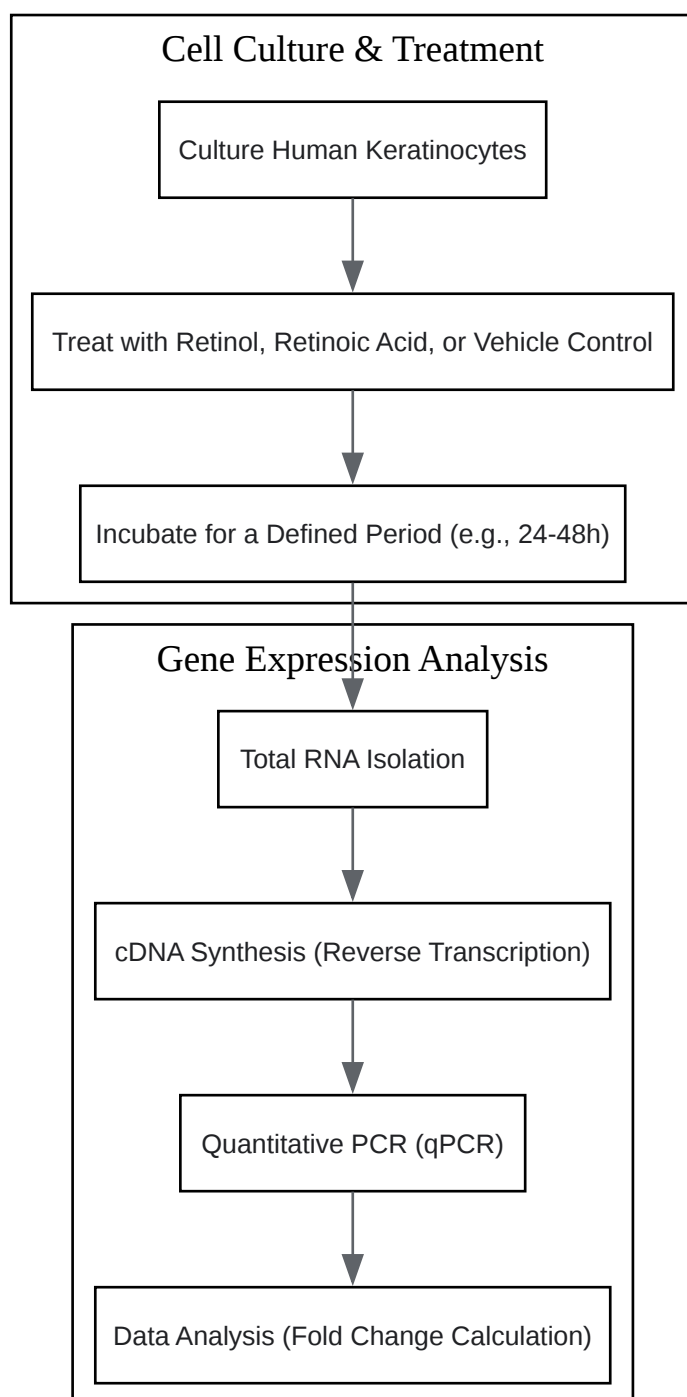 Cell Culture & Treatment
Culture Human Keratinocytes
Treat with Retinol, Retinoic Acid, or Vehicle Control
Incubate for a Defined Period (e.g., 24-48h)
Gene Expression Analysis
Total RNA Isolation
cDNA Synthesis (Reverse Transcription)
Quantitative PCR (qPCR)
Data Analysis (Fold Change Calculation)